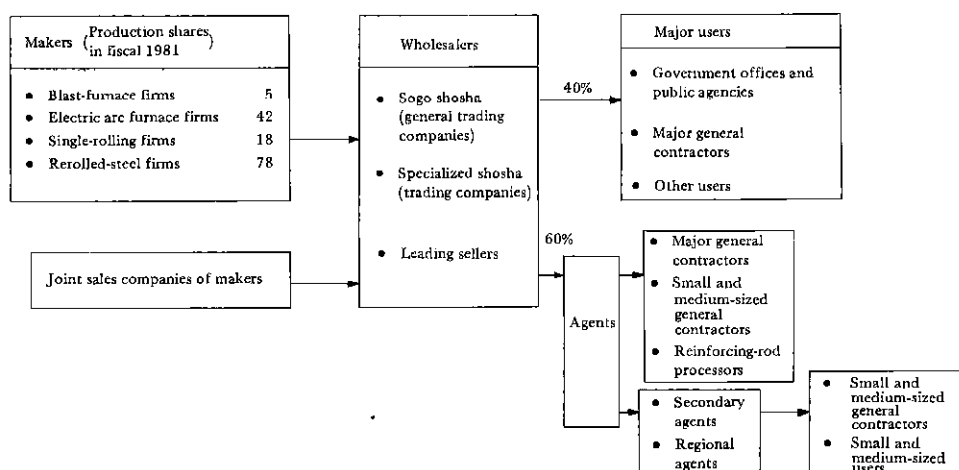 Makers (Production shares
in fiscal 1981)
• Blast-furnace firms 5
• Electric arc furnace firms 42
• Single-rolling firms 18
• Rerolled-steel firms 78
Joint sales companies of makers
Wholesalers
• Sogo shosha
(general trading
companies)
• Specialized shosha
(trading companies)
• Leading sellers
40%
60%
Major users
• Government offices and
public agencies
• Major general
contractors
• Other users
Agents
• Major general
contractors
• Small and
medium-sized
general
contractors
• Reinforcing-rod
processors
• Secondary
agents
• Regional
agents
• Small and
medium-sized
general
contractors
• Small and
medium-sized
users